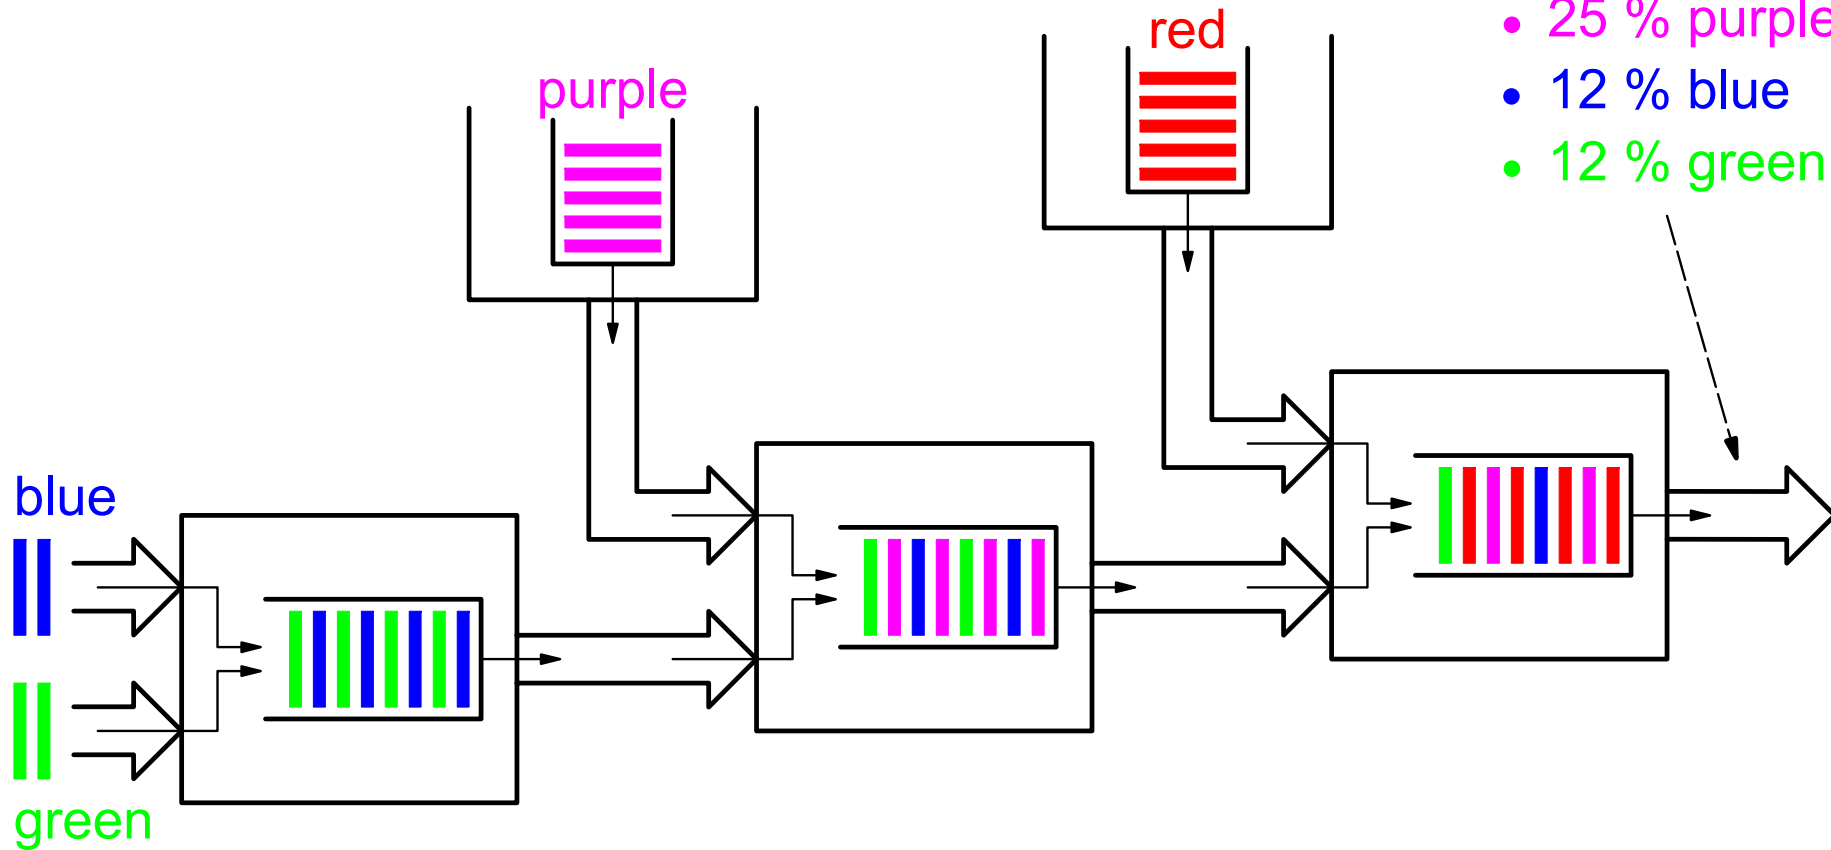 red
purple
• 25 % purple
• 12 % blue
• 12 % green
blue
green